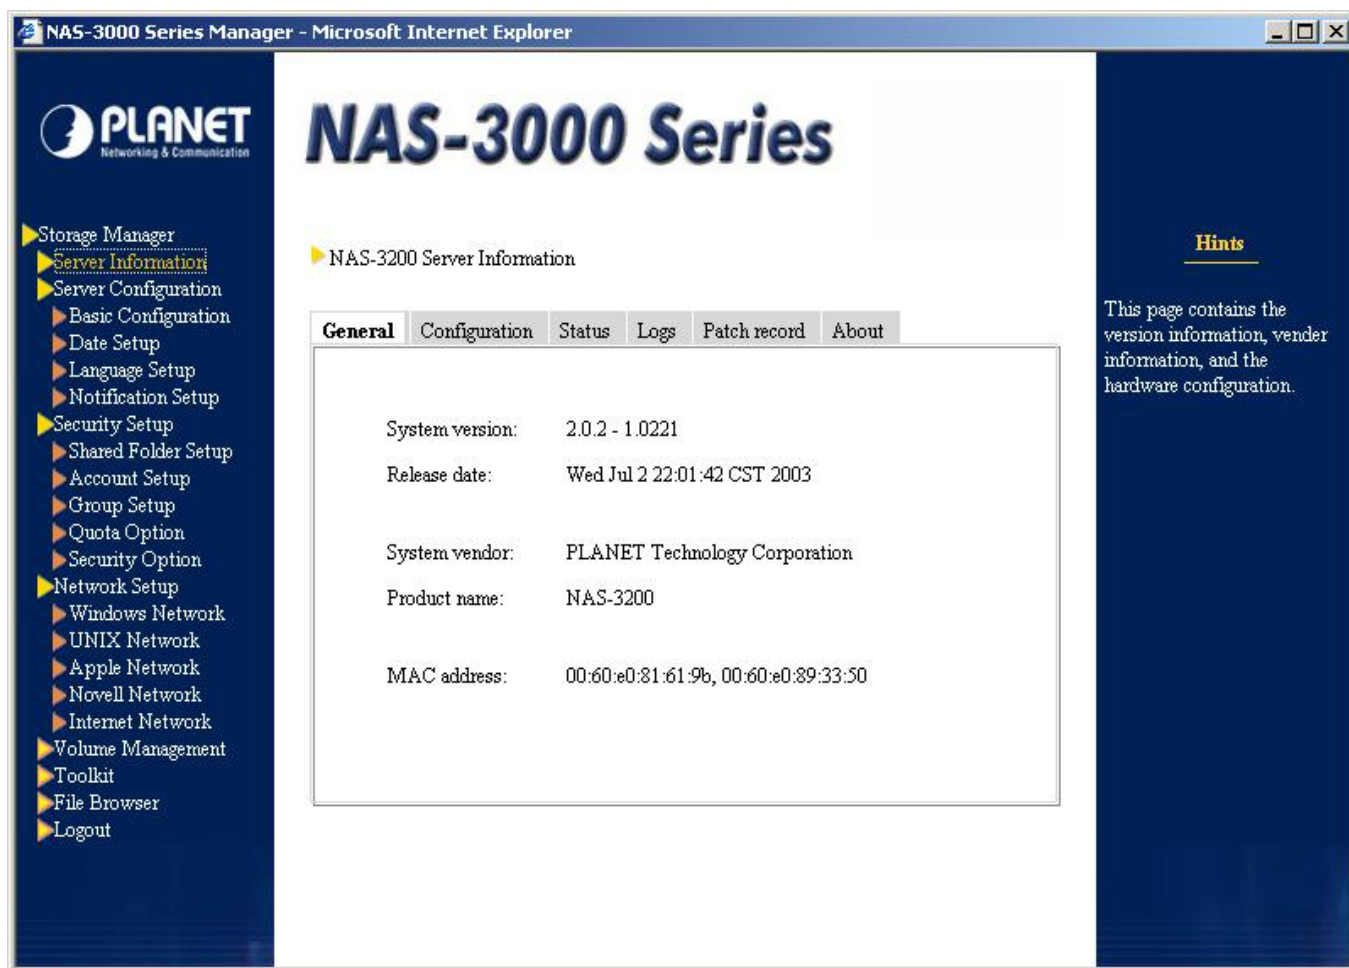 NAS-3000 Series Manager - Microsoft Internet Explorer
PLANET
Networking & Communication
NAS-3000 Series
Storage Manager
Server Information
Server Configuration
Basic Configuration
Date Setup
Language Setup
Notification Setup
Security Setup
Shared Folder Setup
Account Setup
Group Setup
Quota Option
Security Option
Network Setup
Windows Network
UNIX Network
Apple Network
Novell Network
Internet Network
Volume Management
Toolkit
File Browser
Logout
NAS-3200 Server Information
General Configuration Status Logs Patch record About
System version: 2.0.2 - 1.0221
Release date: Wed Jul 2 22:01:42 CST 2003
System vendor: PLANET Technology Corporation
Product name: NAS-3200
MAC address: 00:60:e0:81:61:9b, 00:60:e0:89:33:50
Hints
This page contains the
version information, vender
information, and the
hardware configuration.